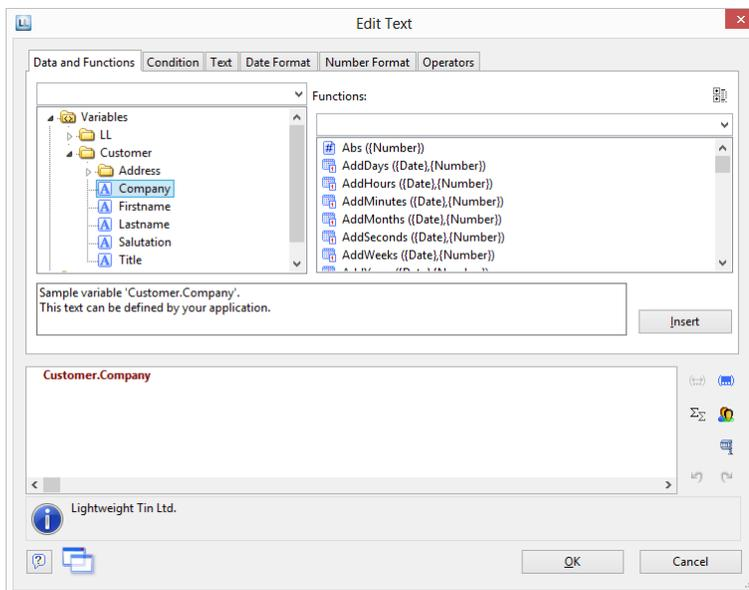 Edit Text
Data and Functions Condition Text Date Format Number Format Operators
Variables
LL
Customer
Address
Company
Firstname
Lastname
Salutation
Title
Functions:
Abs ({Number})
AddDays ({Date},{Number})
AddHours ({Date},{Number})
AddMinutes ({Date},{Number})
AddMonths ({Date},{Number})
AddSeconds ({Date},{Number})
AddWeeks ({Date},{Number})
Sample variable 'Customer.Company'.
This text can be defined by your application.
Insert
Customer.Company
Lightweight Tin Ltd.
OK Cancel